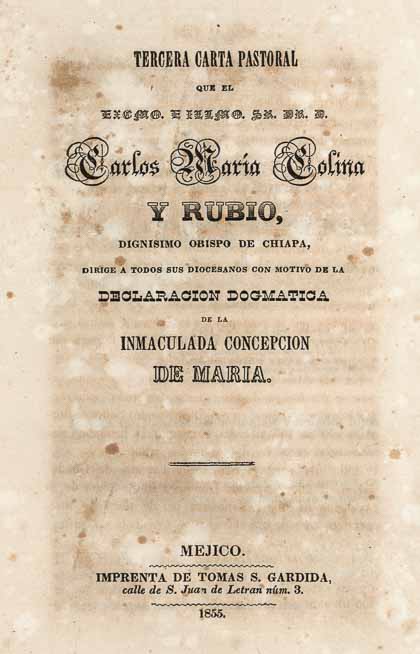 TERCERA CARTA PASTORAL
QUE EL
EXCMO. E ILLMO. SR. DR. D.
Carlos Maria Colina
Y RUBIO,
DIGNISIMO OBISPO DE CHIAPA,
DIRIGE A TODOS SUS DIOCESANOS CON MOTIVO DE LA
DECLARACION DOGMATICA
DE LA
INMACULADA CONCEPCION
DE MARIA.
MEJICO.
IMPRENTA DE TOMAS S. GARDIDA,
calle de S. Juan de Letran núm. 3.
1855.